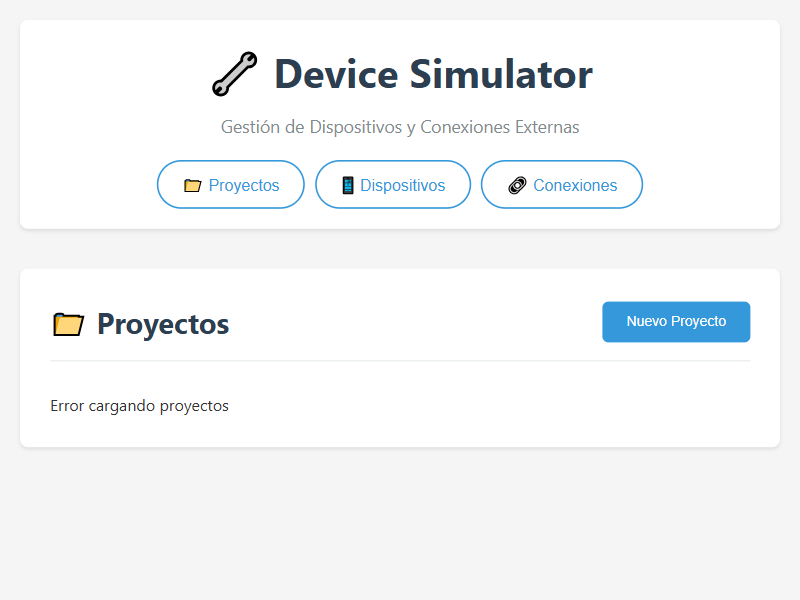 Device Simulator
Gestión de Dispositivos y Conexiones Externas
Proyectos
Dispositivos
Conexiones
Proyectos
Nuevo Proyecto
Error cargando proyectos